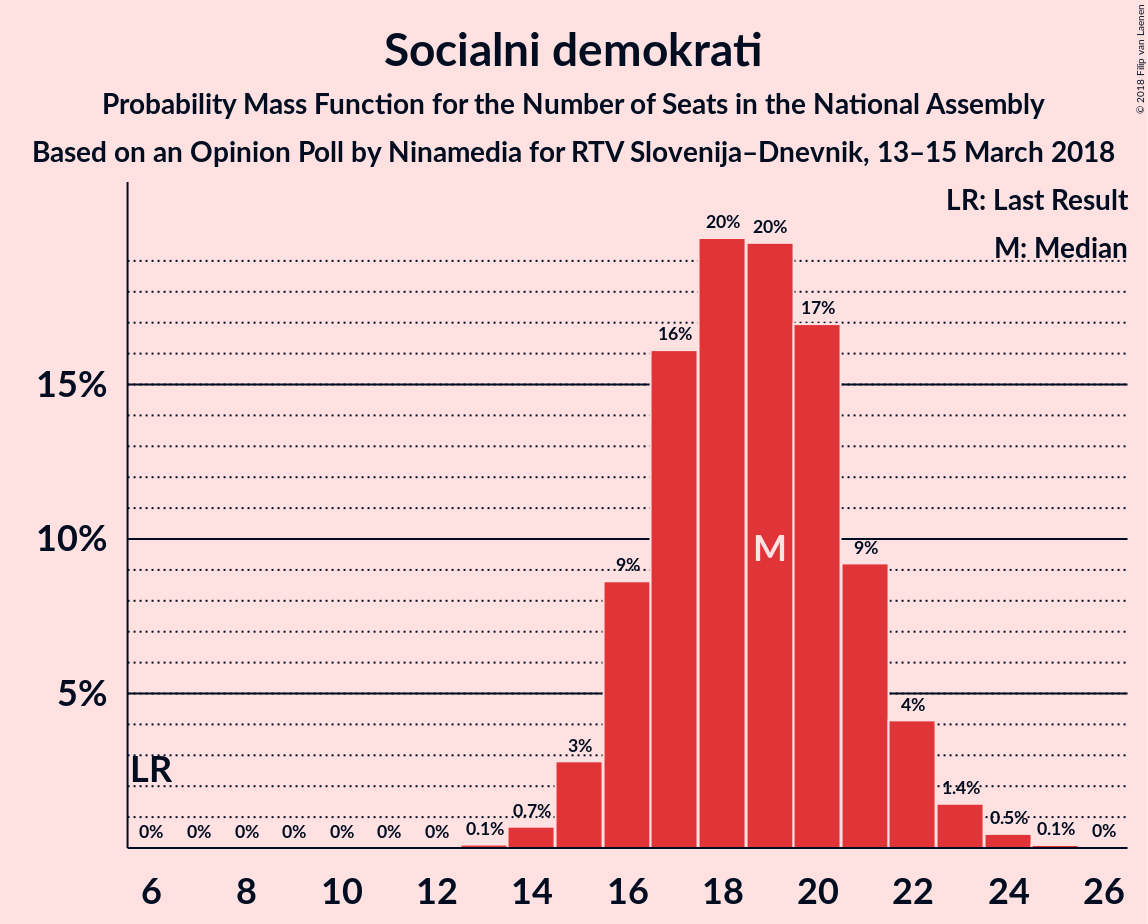 Socialni demokrati
Probability Mass Function for the Number of Seats in the National Assembly
Based on an Opinion Poll by Ninamedia for RTV Slovenija–Dnevnik, 13–15 March 2018
© 2018 Filip van Laenen
LR: Last Result
M: Median
20%
20%
17%
16%
15%
10%
M
9%
9%
5%
4%
3%
LR
1.4%
0.7%
0.5%
0% 0% 0% 0% 0% 0% 0% 0.1% 0.1% 0%
6 8 10 12 14 16 18 20 22 24 26